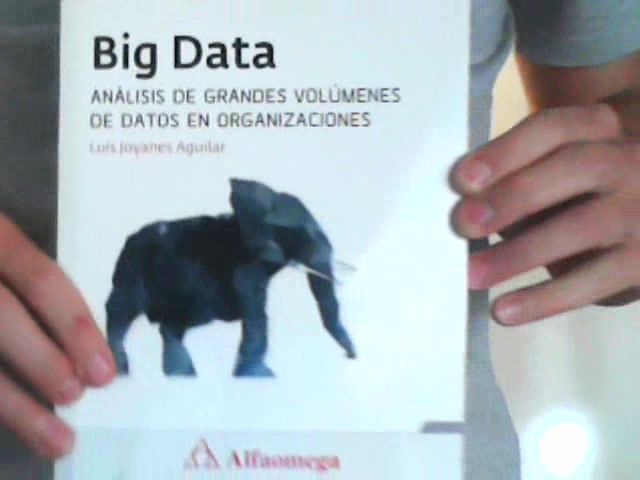 Big Data
ANÁLISIS DE GRANDES VOLÚMENES
DE DATOS EN ORGANIZACIONES
Luis Joyanes Aguilar
Alfaomega